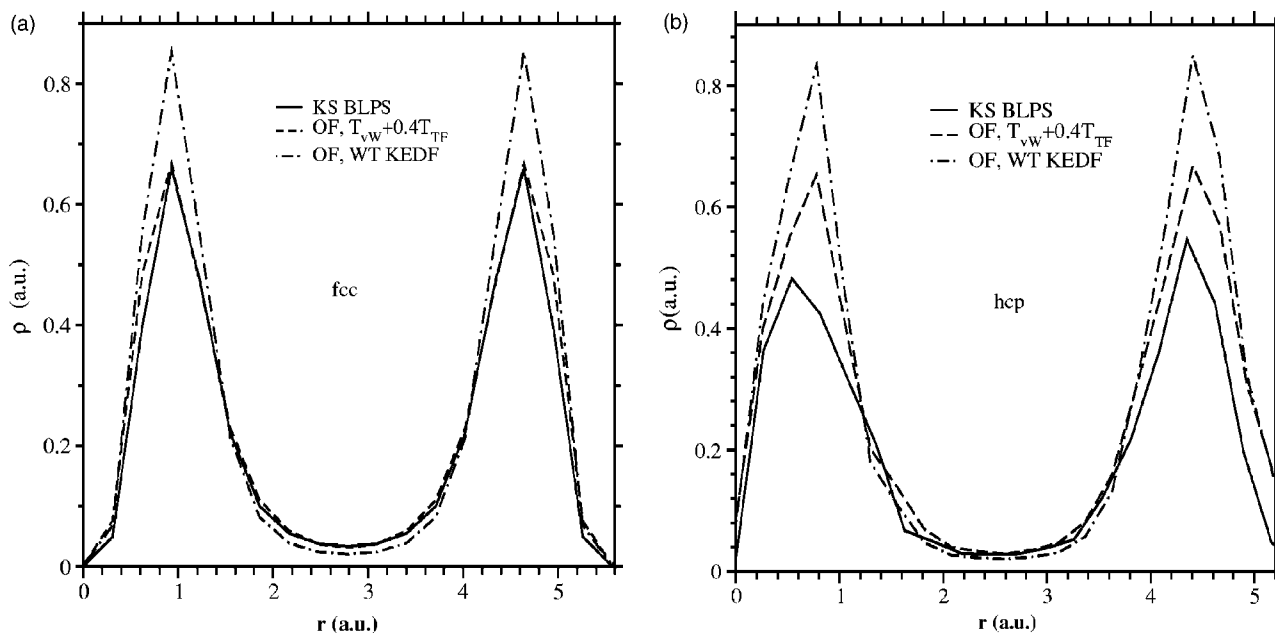 (a)
0.8
0.6
0.4
0.2
0
ρ (a.u.)
KS BLPS
OF, T_vW+0.4T_TF
OF, WT KEDF
fcc
0 1 2 3 4 5
r (a.u.)
(b)
0.8
0.6
0.4
0.2
0
ρ(a.u.)
KS BLPS
OF, T_vW+0.4T_TF
OF, WT KEDF
hcp
0 1 2 3 4 5
r (a.u.)